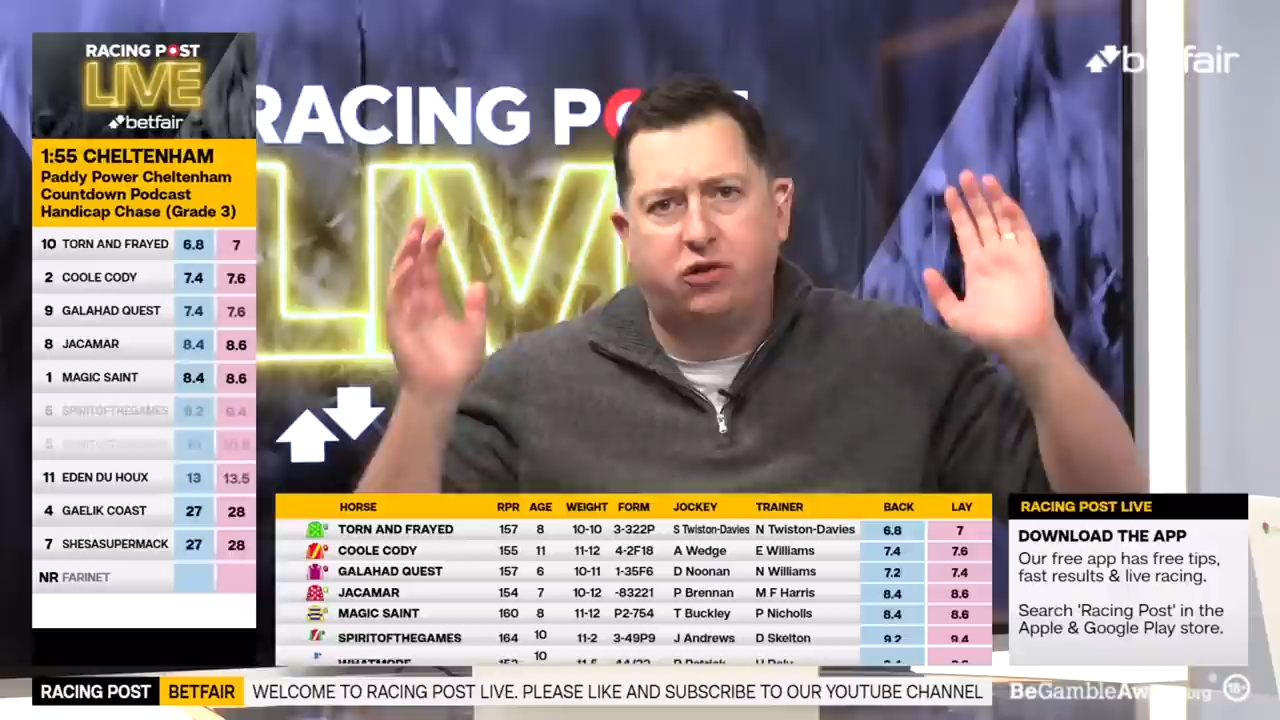 RACING POST
LIVE
betfair
1:55 CHELTENHAM
Paddy Power Cheltenham
Countdown Podcast
Handicap Chase (Grade 3)
10 TORN AND FRAYED 6.8 7
2 COOLE CODY 7.4 7.6
9 GALAHAD QUEST 7.4 7.6
8 JACAMAR 8.4 8.6
1 MAGIC SAINT 8.4 8.6
SPIRITOFTHEGAMES 9.2 9.4
11 EDEN DU HOUX 13 13.5
4 GAELIK COAST 27 28
7 SHESASUPERMACK 27 28
NR FARINET
RACING P
LIV
betfair
HORSE RPR AGE WEIGHT FORM JOCKEY TRAINER BACK LAY
TORN AND FRAYED 157 8 10-10 3-322P S Twiston-Davies N Twiston-Davies 6.8 7
COOLE CODY 155 11 11-12 4-2F18 A Wedge E Williams 7.4 7.6
GALAHAD QUEST 157 6 10-11 1-35F6 D Noonan N Williams 7.2 7.4
JACAMAR 154 7 10-12 -83221 P Brennan M F Harris 8.4 8.6
MAGIC SAINT 160 8 11-12 P2-754 T Buckley P Nicholls 8.4 8.6
SPIRITOFTHEGAMES 164 10 11-2 3-49P9 J Andrews D Skelton 9.2 9.4
10
RACING POST LIVE
DOWNLOAD THE APP
Our free app has free tips,
fast results & live racing.
Search 'Racing Post' in the
Apple & Google Play store.
RACING POST BETFAIR WELCOME TO RACING POST LIVE. PLEASE LIKE AND SUBSCRIBE TO OUR YOUTUBE CHANNEL
BeGambleAw org 18+